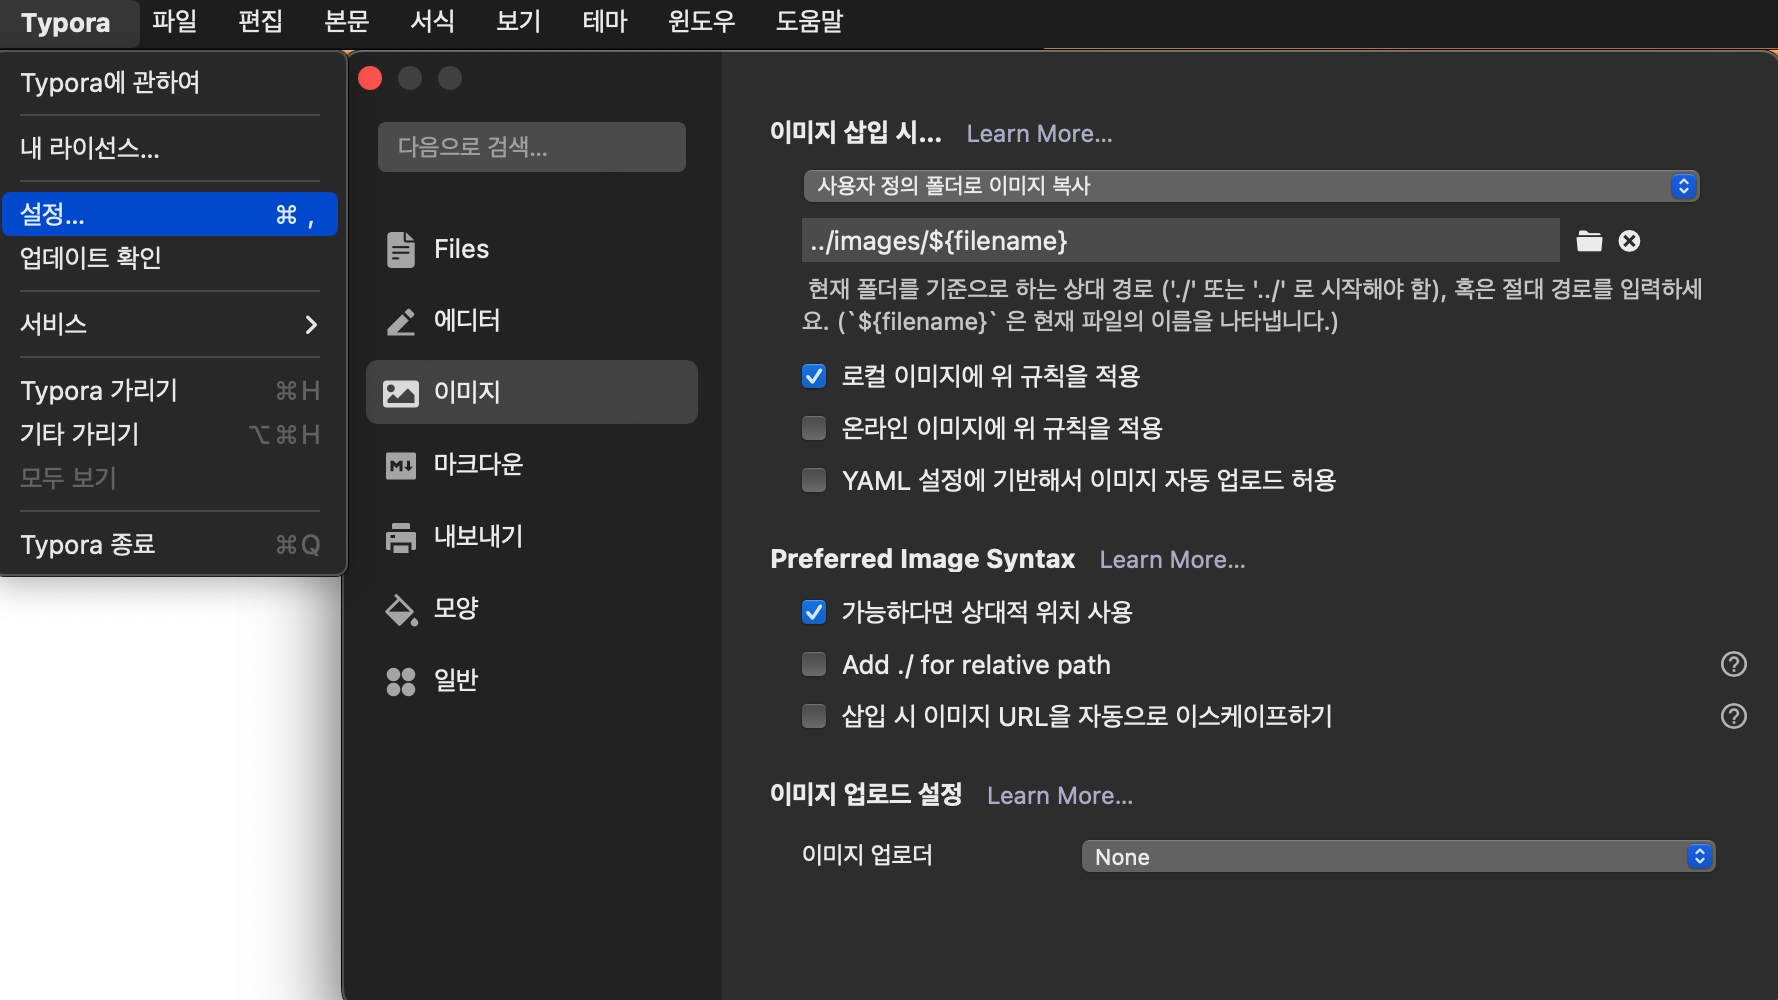 Typora 파일 편집 본문 서식 보기 테마 윈도우 도움말
Typora에 관하여
내 라이선스...
설정... ⌘ ,
업데이트 확인
서비스
Typora 가리기 ⌘H
기타 가리기 ⌥⌘H
모두 보기
Typora 종료 ⌘Q
다음으로 검색...
Files
에디터
이미지
마크다운
내보내기
모양
일반
이미지 삽입 시... Learn More...
사용자 정의 폴더로 이미지 복사
../images/${filename}
현재 폴더를 기준으로 하는 상대 경로 ('./' 또는 '../' 로 시작해야 함), 혹은 절대 경로를 입력하세
요. (`${filename}` 은 현재 파일의 이름을 나타냅니다.)
로컬 이미지에 위 규칙을 적용
온라인 이미지에 위 규칙을 적용
YAML 설정에 기반해서 이미지 자동 업로드 허용
Preferred Image Syntax Learn More...
가능하다면 상대적 위치 사용
Add ./ for relative path
삽입 시 이미지 URL을 자동으로 이스케이프하기
이미지 업로드 설정 Learn More...
이미지 업로더 None